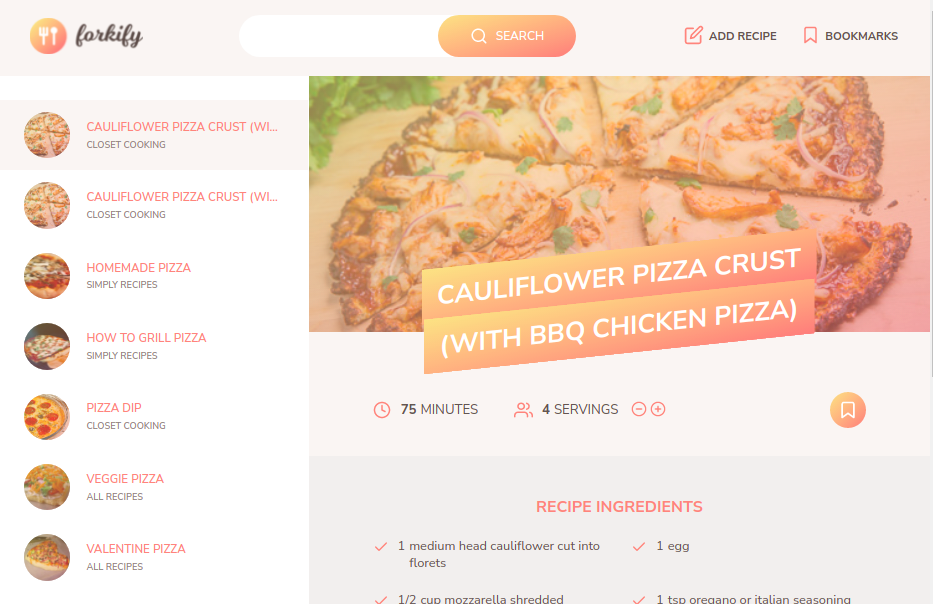 forkify
SEARCH
ADD RECIPE
BOOKMARKS
CAULIFLOWER PIZZA CRUST (WI...
CLOSET COOKING
CAULIFLOWER PIZZA CRUST (WI...
CLOSET COOKING
HOMEMADE PIZZA
SIMPLY RECIPES
HOW TO GRILL PIZZA
SIMPLY RECIPES
PIZZA DIP
CLOSET COOKING
VEGGIE PIZZA
ALL RECIPES
VALENTINE PIZZA
ALL RECIPES
CAULIFLOWER PIZZA CRUST
(WITH BBQ CHICKEN PIZZA)
75 MINUTES
4 SERVINGS
RECIPE INGREDIENTS
1 medium head cauliflower cut into
florets
1 egg
1/2 cup mozzarella shredded
1 tsp oregano or italian seasoning